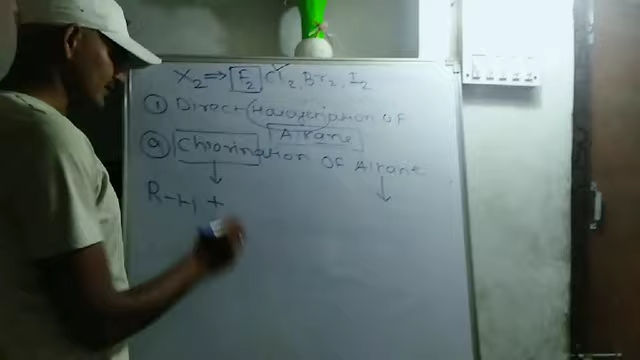 X2 ⇒ F2 Cl2, Br2, I2
① Direct Halogenation of
Alkane
ⓐ Chlorination OF Alkane
R-H +